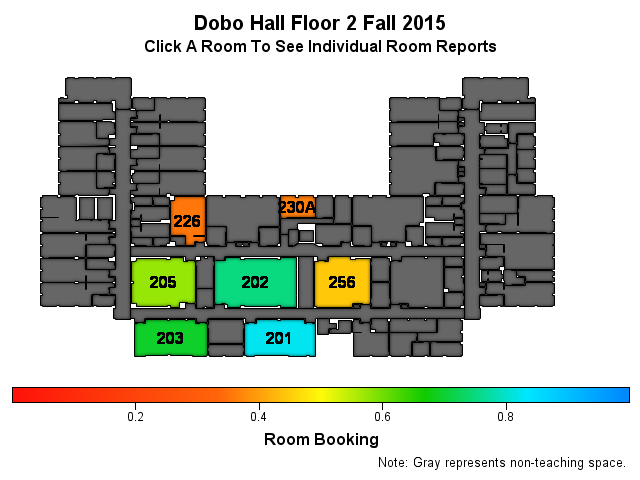 Dobo Hall Floor 2 Fall 2015
Click A Room To See Individual Room Reports
230A
226
205
202
256
203
201
0.2
0.4
0.6
0.8
Room Booking
Note: Gray represents non-teaching space.